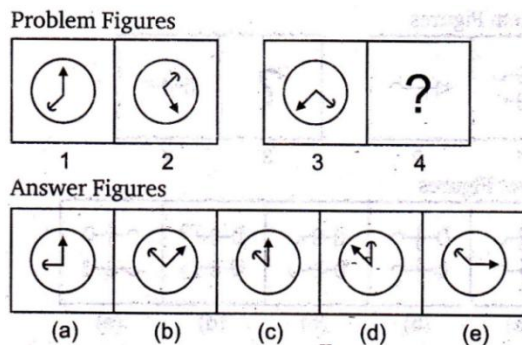 Problem Figures
?
1 2 3 4
Answer Figures
(a) (b) (c) (d) (e)